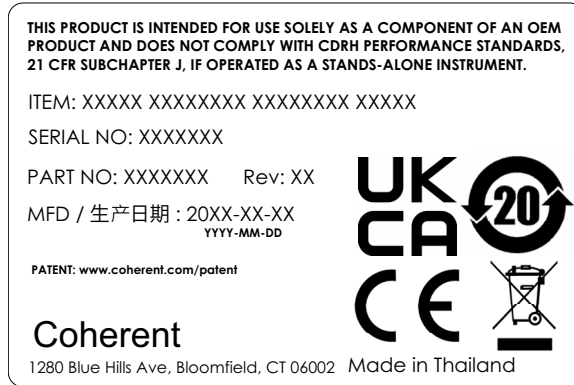 THIS PRODUCT IS INTENDED FOR USE SOLELY AS A COMPONENT OF AN OEM
PRODUCT AND DOES NOT COMPLY WITH CDRH PERFORMANCE STANDARDS,
21 CFR SUBCHAPTER J, IF OPERATED AS A STANDS-ALONE INSTRUMENT.
ITEM: XXXXX XXXXXXXX XXXXXXXX XXXXX
SERIAL NO: XXXXXXX
PART NO: XXXXXXX Rev: XX
MFD / 生产日期 : 20XX-XX-XX
YYYY-MM-DD
UK
CA
20
PATENT: www.coherent.com/patent
CE
Coherent
1280 Blue Hills Ave, Bloomfield, CT 06002 Made in Thailand